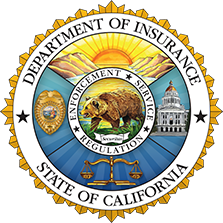 DEPARTMENT OF INSURANCE
ENFORCEMENT ★ SERVICE
REGULATION
STATE OF CALIFORNIA